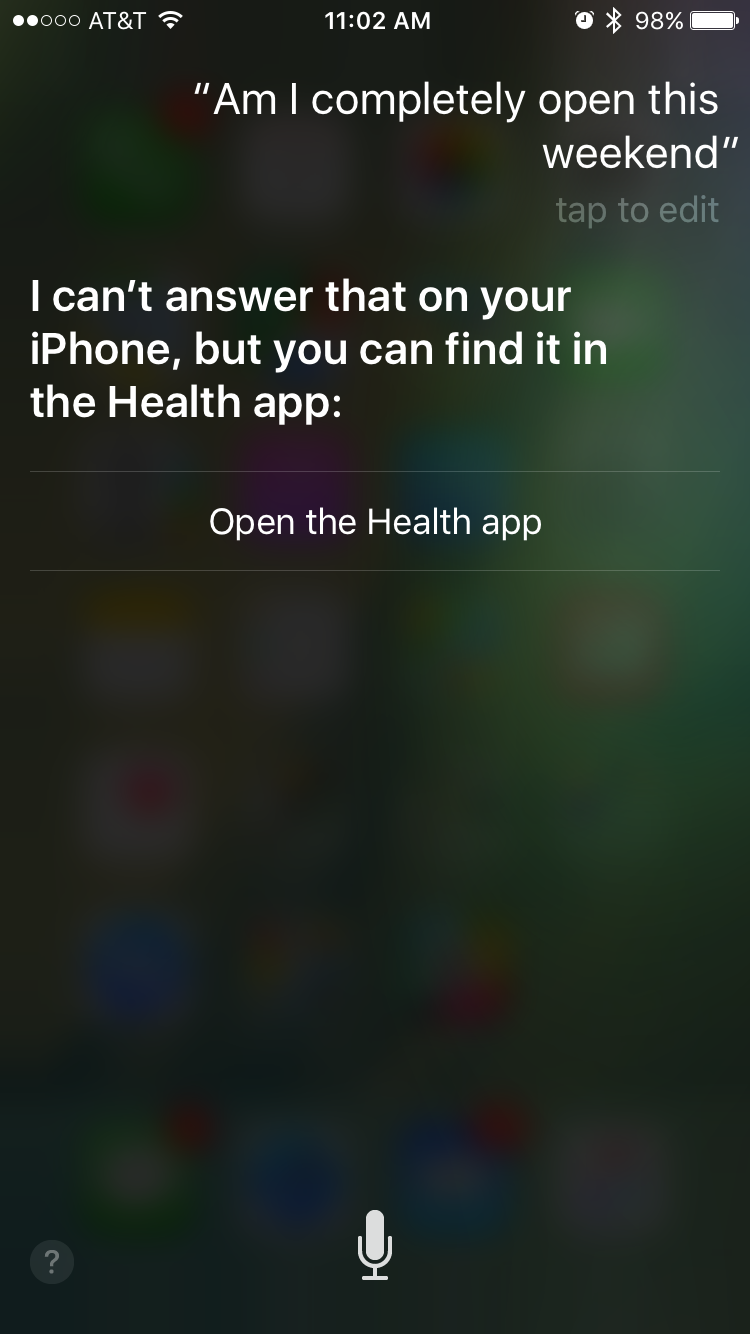 AT&T 11:02 AM 98%
“Am I completely open this
weekend”
tap to edit
I can’t answer that on your
iPhone, but you can find it in
the Health app:
Open the Health app
?